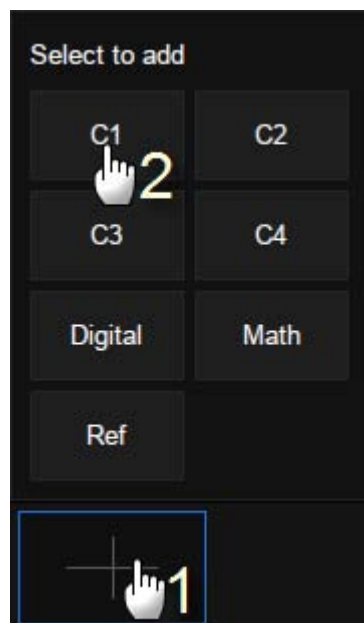 Select to add
C1 C2
2
C3 C4
Digital Math
Ref
1